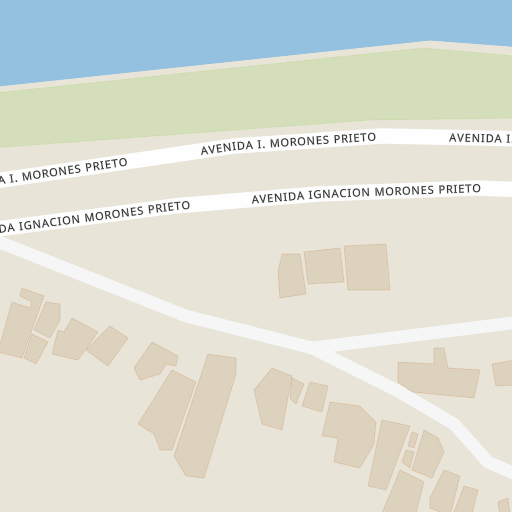 AVENIDA I. MORONES PRIETO
AVENIDA I.
A I. MORONES PRIETO
AVENIDA IGNACION MORONES PRIETO
DA IGNACION MORONES PRIETO